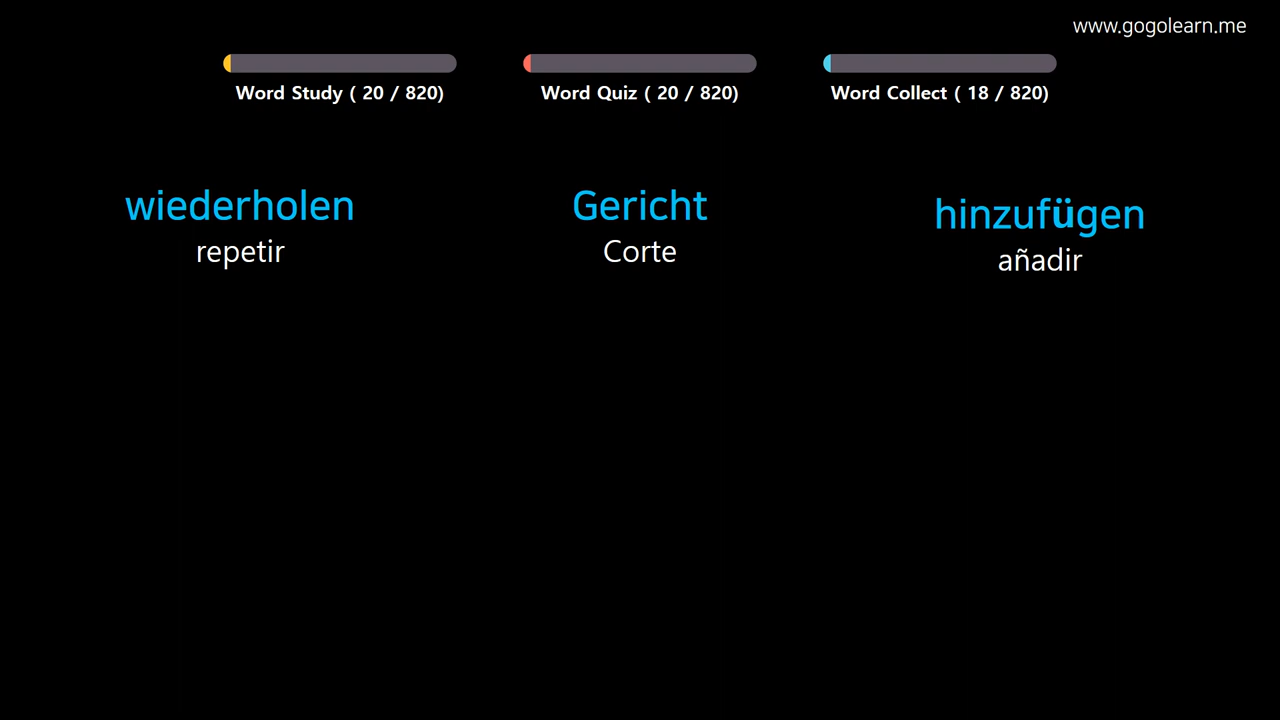 www.gogolearn.me
Word Study ( 20 / 820)
Word Quiz ( 20 / 820)
Word Collect ( 18 / 820)
wiederholen
repetir
Gericht
Corte
hinzufügen
añadir